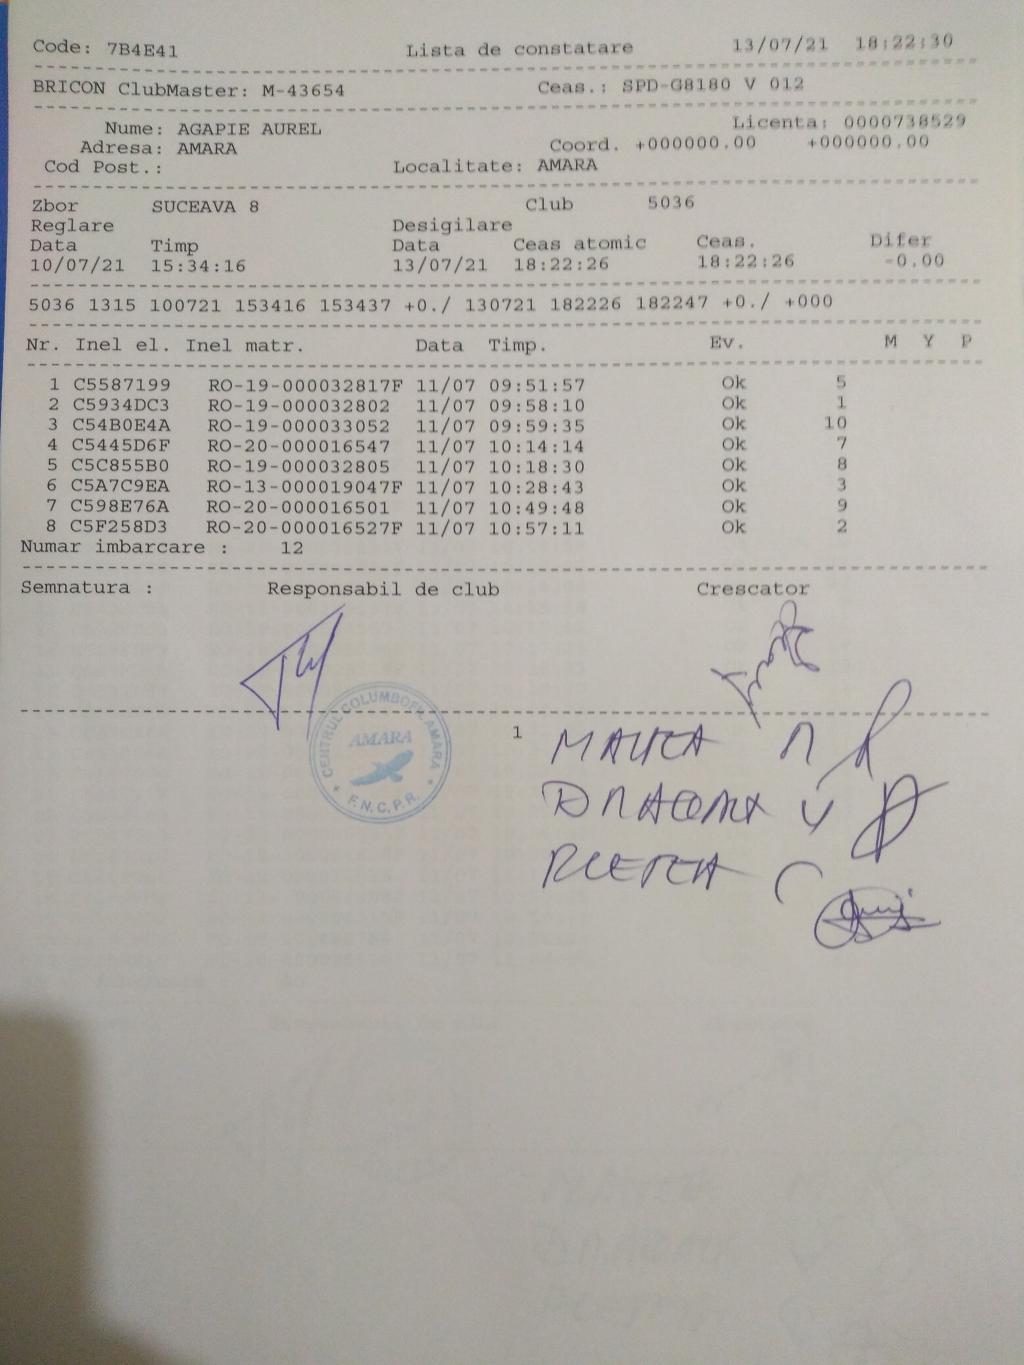 Code: 7B4E41 Lista de constatare 13/07/21 18:22:30
BRICON ClubMaster: M-43654 Ceas.: SPD-G8180 V 012
Nume: AGAPIE AUREL Licenta: 0000738529
Adresa: AMARA Coord. +000000.00 +000000.00
Cod Post.: Localitate: AMARA
Zbor SUCEAVA 8 Club 5036
Reglare Desigilare
Data Timp Data Ceas atomic Ceas. Difer
10/07/21 15:34:16 13/07/21 18:22:26 18:22:26 -0.00
5036 1315 100721 153416 153437 +0./ 130721 182226 182247 +0./ +000
Nr. Inel el. Inel matr. Data Timp. Ev. M Y P
1 C5587199 RO-19-000032817F 11/07 09:51:57 Ok 5
2 C5934DC3 RO-19-000032802 11/07 09:58:10 Ok 1
3 C54B0E4A RO-19-000033052 11/07 09:59:35 Ok 10
4 C5445D6F RO-20-000016547 11/07 10:14:14 Ok 7
5 C5C855B0 RO-19-000032805 11/07 10:18:30 Ok 8
6 C5A7C9EA RO-13-000019047F 11/07 10:28:43 Ok 3
7 C598E76A RO-20-000016501 11/07 10:49:48 Ok 9
8 C5F258D3 RO-20-000016527F 11/07 10:57:11 Ok 2
Numar imbarcare : 12
Semnatura : Responsabil de club Crescator
CENTRUL COLUMBOFIL AMARA
AMARA
F.N.C.P.R.
1